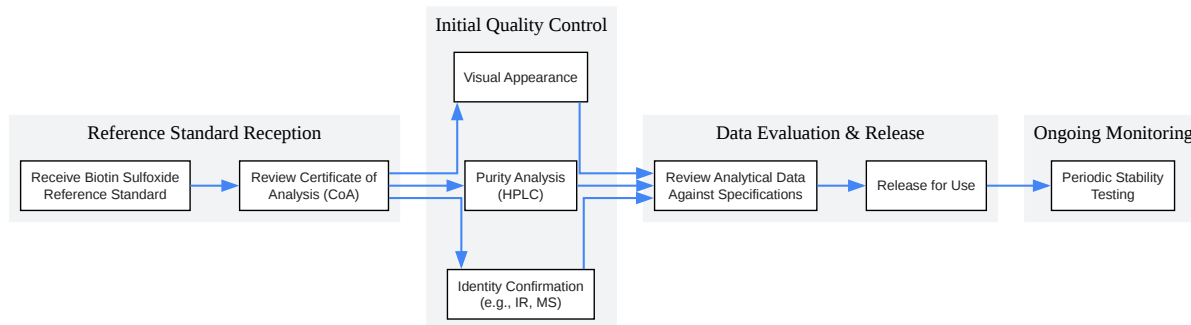 Reference Standard Reception
Receive Biotin Sulfoxide
Reference Standard
Review Certificate of
Analysis (CoA)
Initial Quality Control
Visual Appearance
Purity Analysis
(HPLC)
Identity Confirmation
(e.g., IR, MS)
Data Evaluation & Release
Review Analytical Data
Against Specifications
Release for Use
Ongoing Monitoring
Periodic Stability
Testing